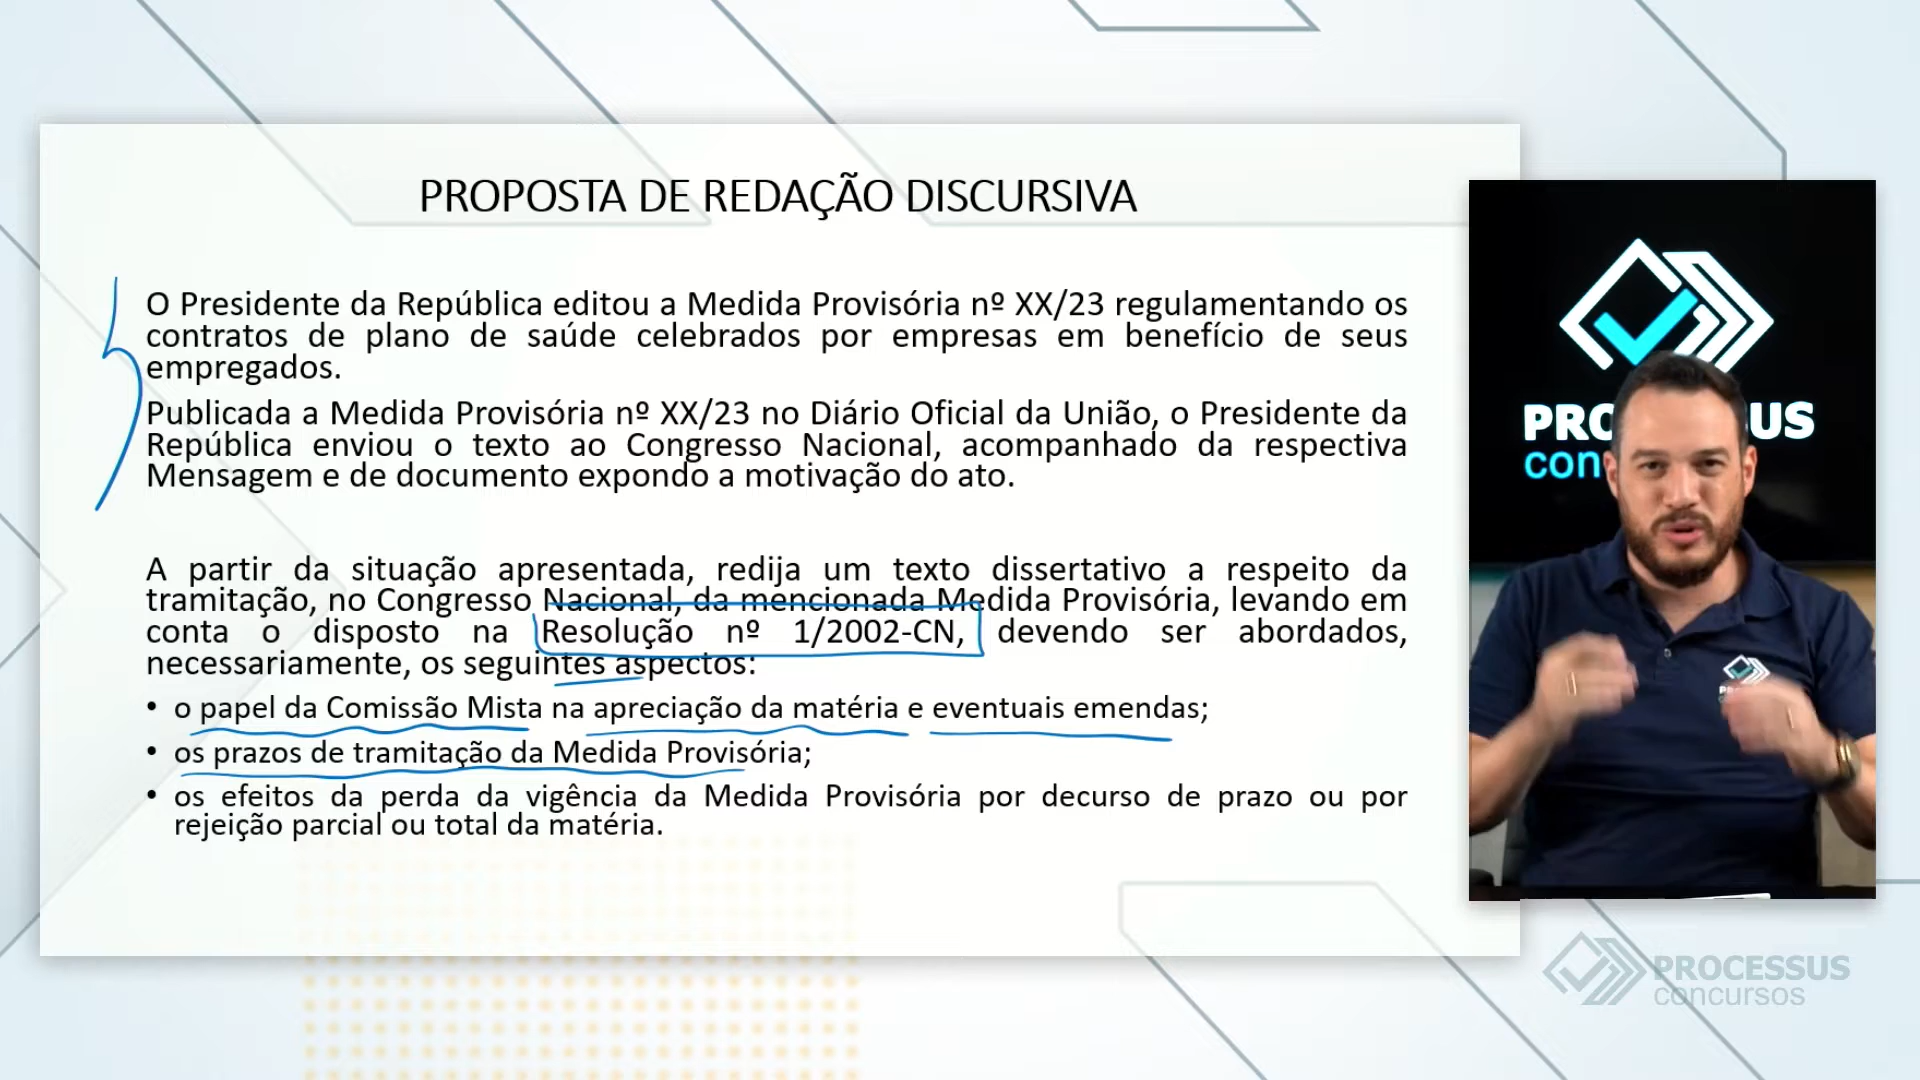 PROPOSTA DE REDAÇÃO DISCURSIVA
O Presidente da República editou a Medida Provisória nº XX/23 regulamentando os
contratos de plano de saúde celebrados por empresas em benefício de seus
empregados.
Publicada a Medida Provisória nº XX/23 no Diário Oficial da União, o Presidente da
República enviou o texto ao Congresso Nacional, acompanhado da respectiva
Mensagem e de documento expondo a motivação do ato.
A partir da situação apresentada, redija um texto dissertativo a respeito da
tramitação, no Congresso Nacional, da mencionada Medida Provisória, levando em
conta o disposto na Resolução nº 1/2002-CN, devendo ser abordados,
necessariamente, os seguintes aspectos:
• o papel da Comissão Mista na apreciação da matéria e eventuais emendas;
• os prazos de tramitação da Medida Provisória;
• os efeitos da perda da vigência da Medida Provisória por decurso de prazo ou por
rejeição parcial ou total da matéria.
PRO US
con
PROCESSUS
concursos